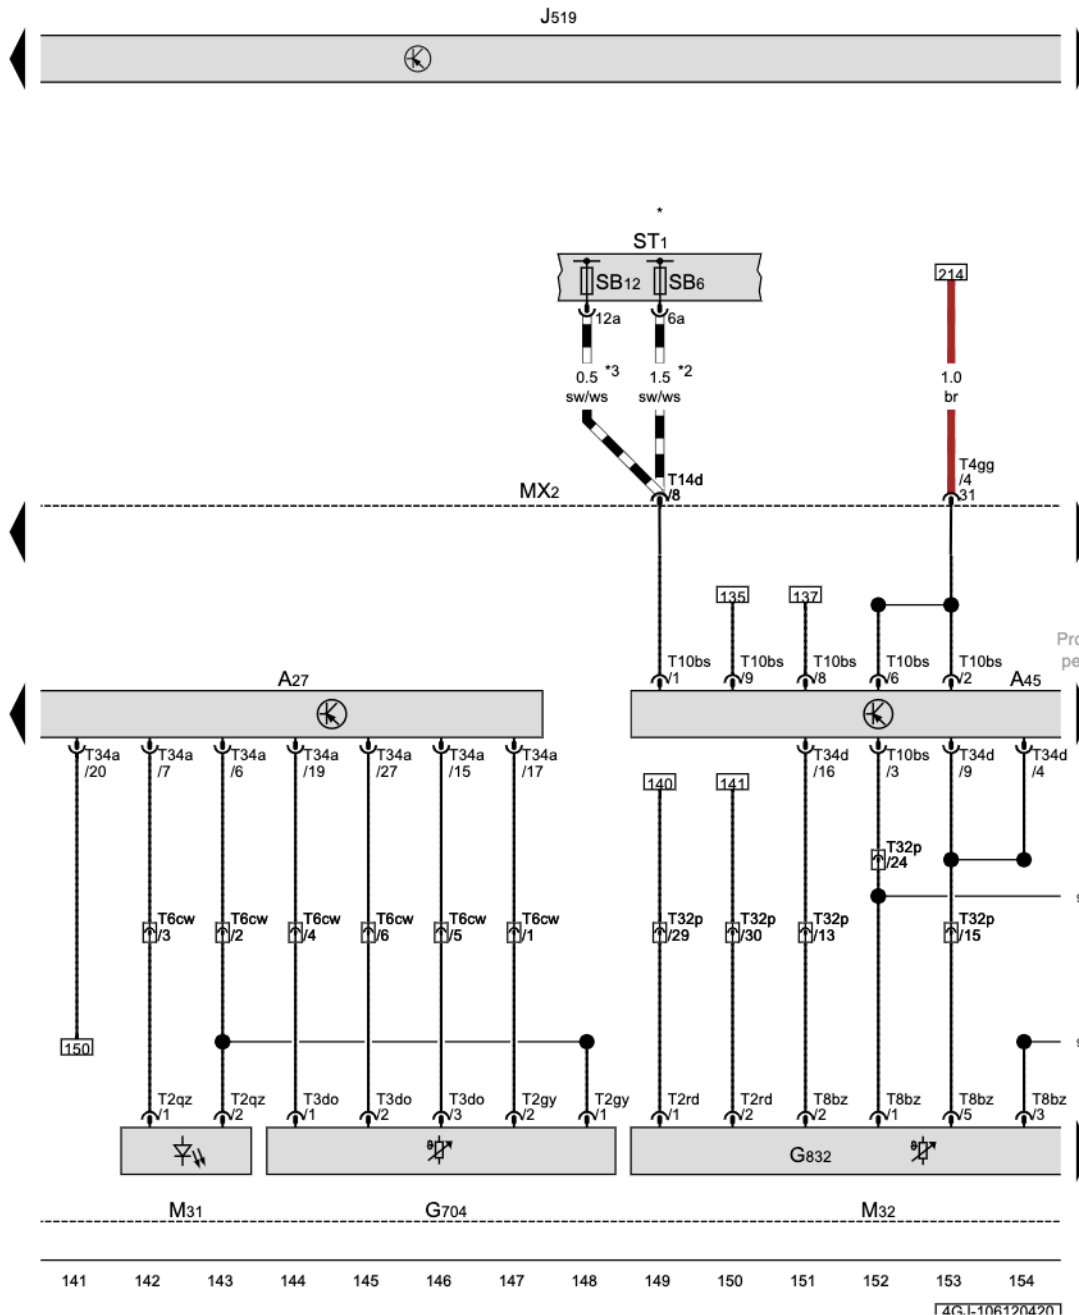 J519
*
ST1
SB12 SB6
214
12a 6a
0.5 *3 1.5 *2 1.0
sw/ws sw/ws br
T14d T4gg
/8 /4
MX2 31
135 137
Pro
pe
T10bs T10bs T10bs T10bs T10bs
/1 /9 /8 /6 /2
A27 A45
T34a T34a T34a T34a T34a T34a T34a T34d T10bs T34d T34d
/20 /7 /6 /19 /27 /15 /17 /16 /3 /9 /4
140 141
T32p
/24
T6cw T6cw T6cw T6cw T6cw T6cw T32p T32p T32p T32p
/3 /2 /4 /6 /5 /1 /29 /30 /13 /15
150
T2qz T2qz T3do T3do T3do T2gy T2gy T2rd T2rd T8bz T8bz T8bz T8bz
/1 /2 /1 /2 /3 /2 /1 /1 /2 /2 /1 /5 /3
G832
M31 G704 M32
141 142 143 144 145 146 147 148 149 150 151 152 153 154
4GJ-106120420